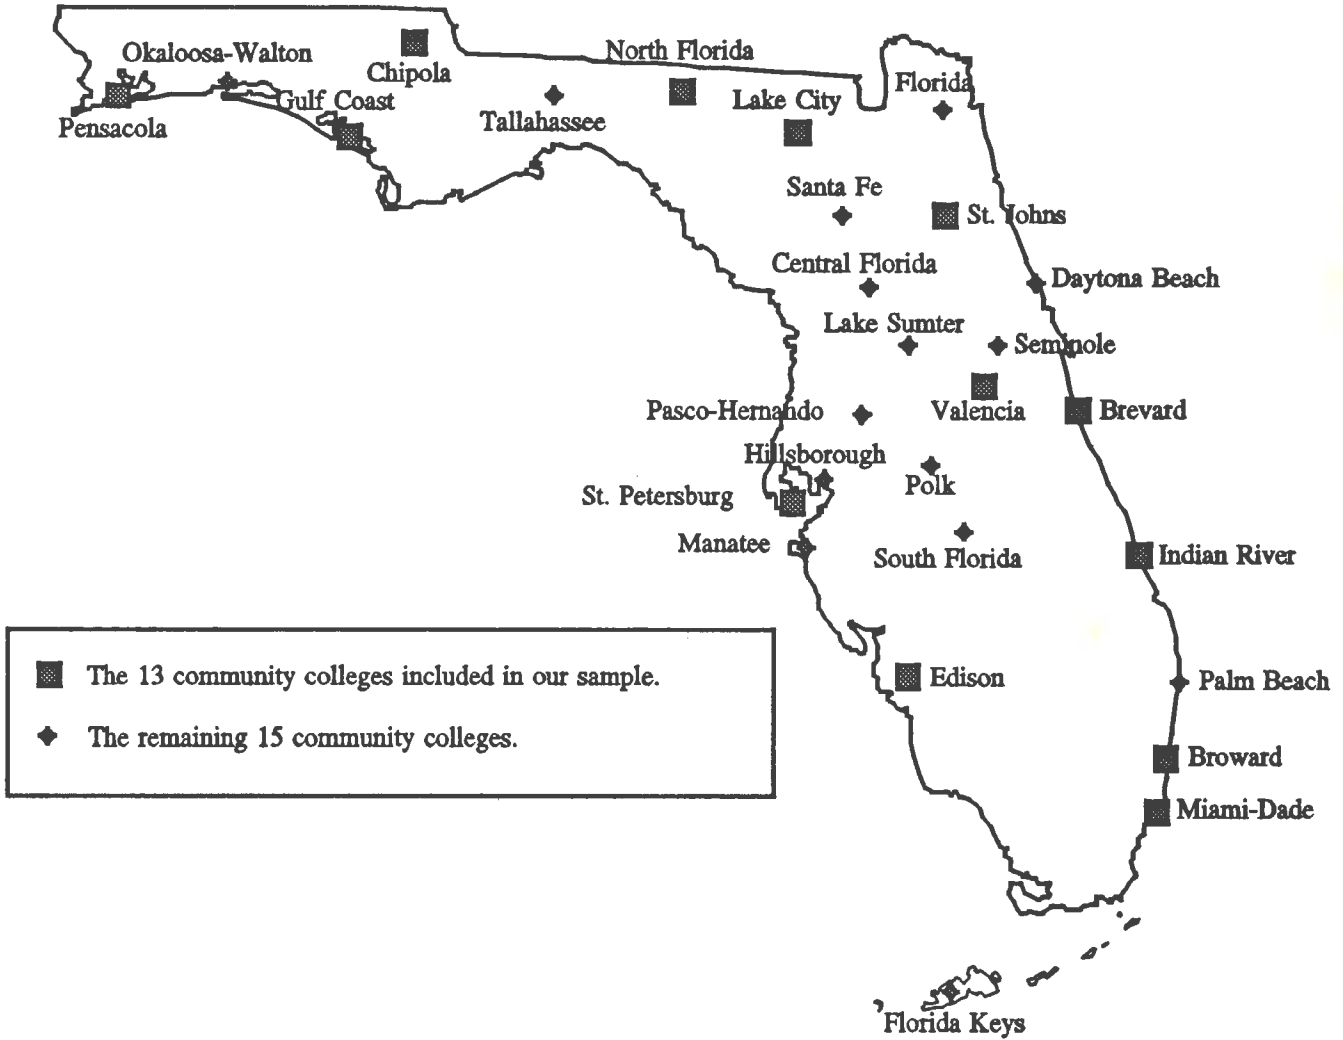 Okaloosa-Walton
North Florida
Chipola
Florida
Gulf Coast
Lake City
Pensacola
Tallahassee
Santa Fe
St. Johns
Central Florida
Daytona Beach
Lake Sumter
Seminole
Pasco-Hernando
Valencia
Brevard
Hillsborough
Polk
St. Petersburg
Manatee
South Florida
Indian River
The 13 community colleges included in our sample.
Edison
Palm Beach
The remaining 15 community colleges.
Broward
Miami-Dade
Florida Keys